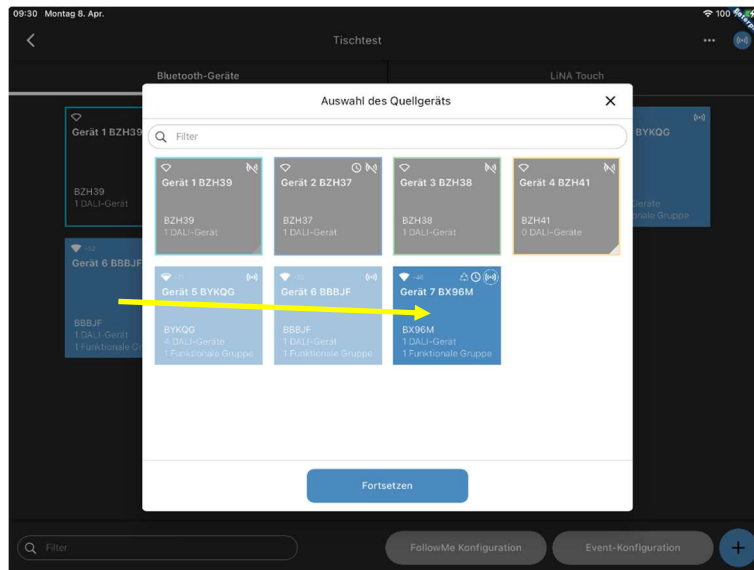 09:30 Montag 8. Apr.
100 %
Tischtest
Bluetooth-Geräte
LiNA Touch
Auswahl des Quellgeräts
Filter
Gerät 1 BZH39
BZH39
1 DALI-Gerät
Gerät 2 BZH37
BZH37
1 DALI-Gerät
Gerät 3 BZH38
BZH38
1 DALI-Gerät
Gerät 4 BZH41
BZH41
0 DALI-Geräte
Gerät 5 BYKQG
BYKQG
4 DALI-Geräte
1 Funktionale Gruppe
Gerät 6 BBBJF
BBBJF
1 DALI-Gerät
1 Funktionale Gruppe
-46
Gerät 7 BX96M
BX96M
1 DALI-Gerät
1 Funktionale Gruppe
Fortsetzen
Gerät 1 BZH39
BZH39
1 DALI-Gerät
Gerät 6 BBBJF
BBBJF
1 DALI-Gerät
1 Funktionale
BYKQG
Geräte
Gruppe
Filter
FollowMe Konfiguration
Event-Konfiguration